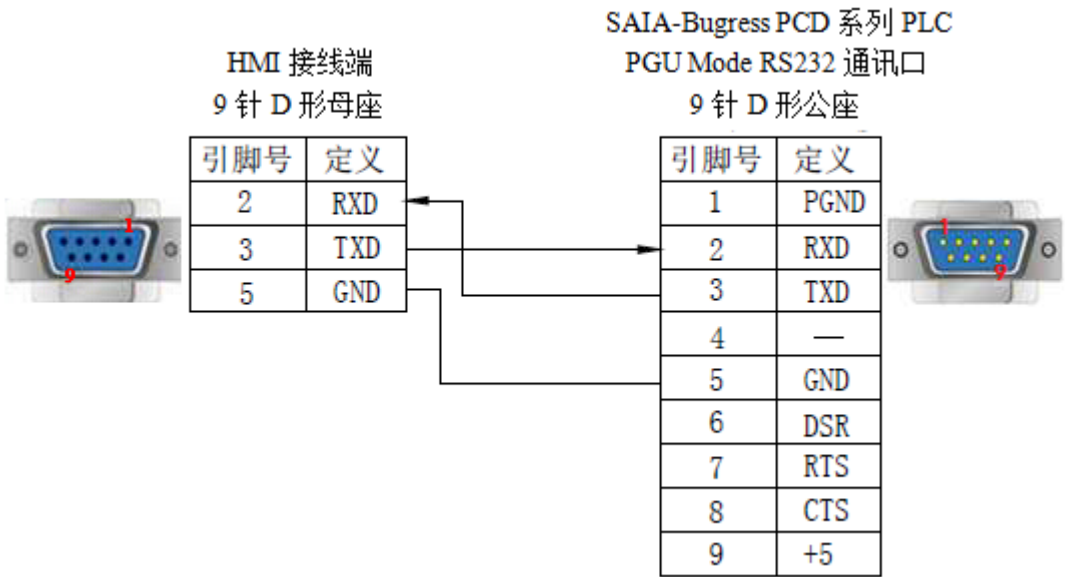 SAIA-Bugress PCD 系列 PLC
PGU Mode RS232 通讯口
9 针 D 形公座
HMI 接线端
9 针 D 形母座
引脚号 定义
2 RXD
3 TXD
5 GND
1
9
引脚号 定义
1 PGND
2 RXD
3 TXD
4 —
5 GND
6 DSR
7 RTS
8 CTS
9 +5
1
9